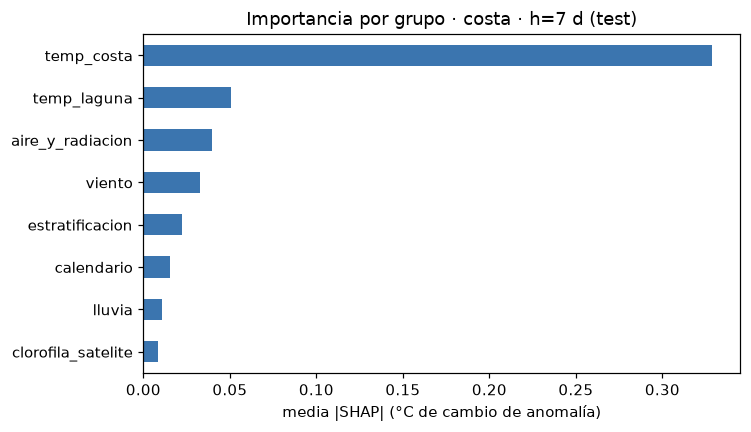 Importancia por grupo · costa · h=7 d (test)
temp_costa
temp_laguna
aire_y_radiacion
viento
estratificacion
calendario
lluvia
clorofila_satelite
0.00 0.05 0.10 0.15 0.20 0.25 0.30
media |SHAP| (°C de cambio de anomalía)